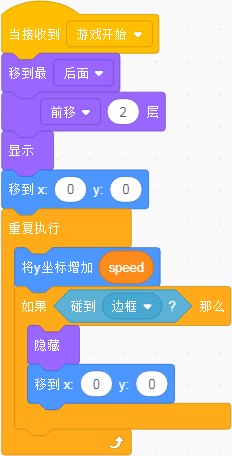 当接收到 游戏开始
移到最 后面
前移 2 层
显示
移到 x: 0 y: 0
重复执行
将y坐标增加 speed
如果 碰到 边框 ? 那么
隐藏
移到 x: 0 y: 0